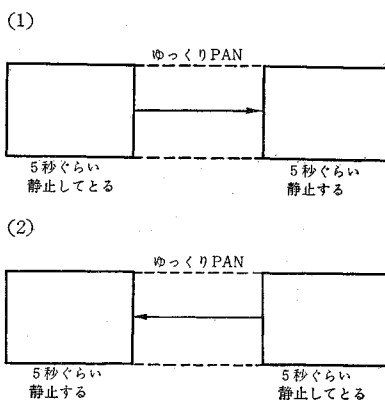 (1)
ゆっくりPAN
5秒ぐらい
静止してとる
5秒ぐらい
静止する
(2)
ゆっくりPAN
5秒ぐらい
静止する
5秒ぐらい
静止してとる